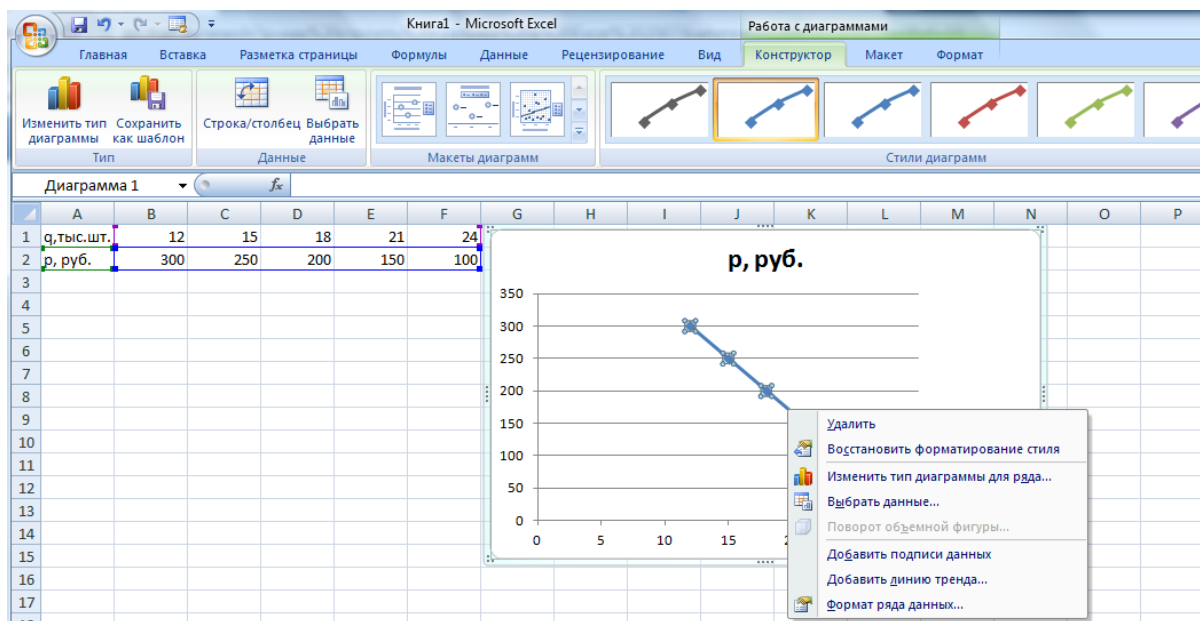 Книга1 - Microsoft Excel
Работа с диаграммами
Главная Вставка Разметка страницы Формулы Данные Рецензирование Вид Конструктор Макет Формат
Изменить тип диаграммы
Сохранить как шаблон
Строка/столбец
Выбрать данные
Тип Данные Макеты диаграмм Стили диаграмм
Диаграмма 1 fx
A B C D E F G H I J K L M N O P
1 q,тыс.шт. 12 15 18 21 24
2 р, руб. 300 250 200 150 100
3
4
5
6
7
8
9
10
11
12
13
14
15
16
17
р, руб.
350
300
250
200
150
100
50
0
0 5 10 15
Удалить
Восстановить форматирование стиля
Изменить тип диаграммы для ряда...
Выбрать данные...
Поворот объемной фигуры...
Добавить подписи данных
Добавить линию тренда...
Формат ряда данных...